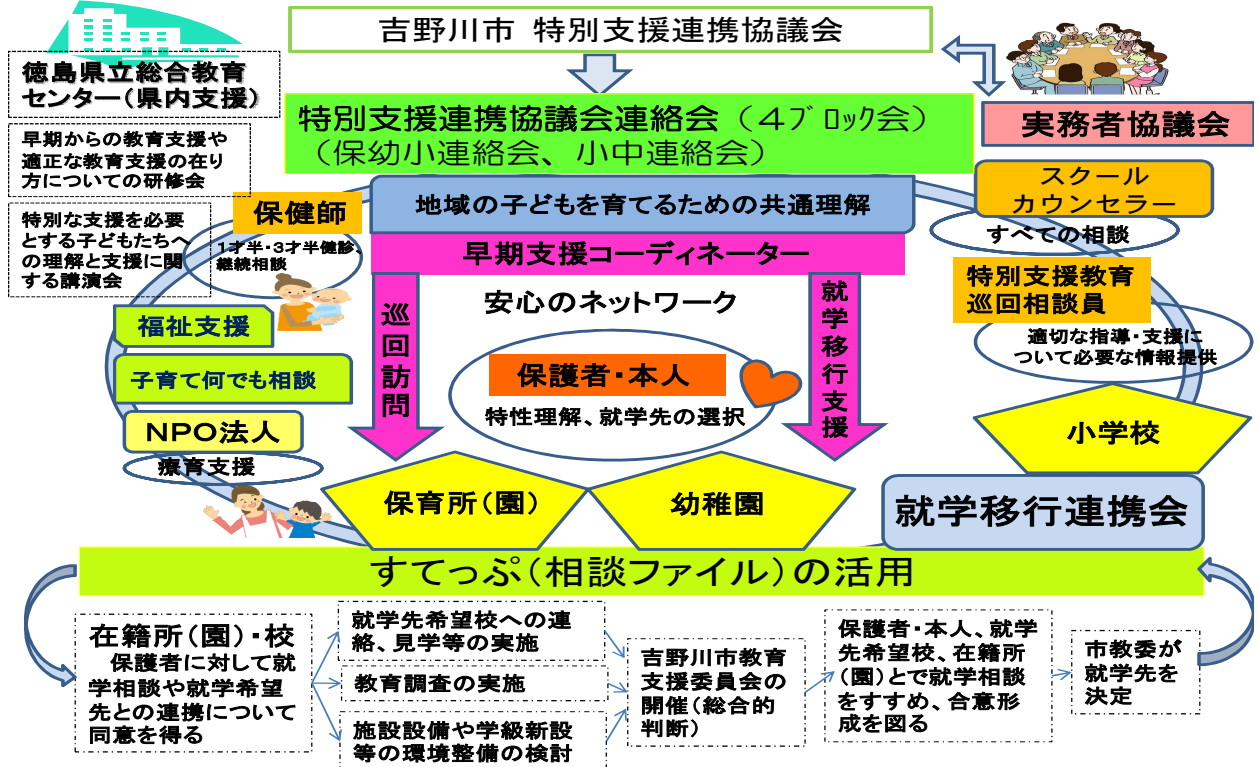 吉野川市 特別支援連携協議会
徳島県立総合教育
センター(県内支援)
早期からの教育支援や
適正な教育支援の在り
方についての研修会
特別な支援を必要
とする子どもたちへ
の理解と支援に関
する講演会
特別支援連携協議会連絡会(4ブロック会)
(保幼小連絡会、小中連絡会)
実務者協議会
地域の子どもを育てるための共通理解
早期支援コーディネーター
保健師
1才半・3才半健診、
継続相談
福祉支援
子育て何でも相談
NPO法人
療育支援
巡回訪問
安心のネットワーク
保護者・本人
特性理解、就学先の選択
就学移行支援
スクール
カウンセラー
すべての相談
特別支援教育
巡回相談員
適切な指導・支援に
ついて必要な情報提供
小学校
保育所(園)
幼稚園
就学移行連携会
すてっぷ(相談ファイル)の活用
在籍所(園)・校
保護者に対して就
学相談や就学希望
先との連携について
同意を得る
就学先希望校への連
絡、見学等の実施
教育調査の実施
施設設備や学級新設
等の環境整備の検討
吉野川市教育
支援委員会の
開催(総合的
判断)
保護者・本人、就学
先希望校、在籍所
(園)とで就学相談
をすすめ、合意形
成を図る
市教委が
就学先を
決定